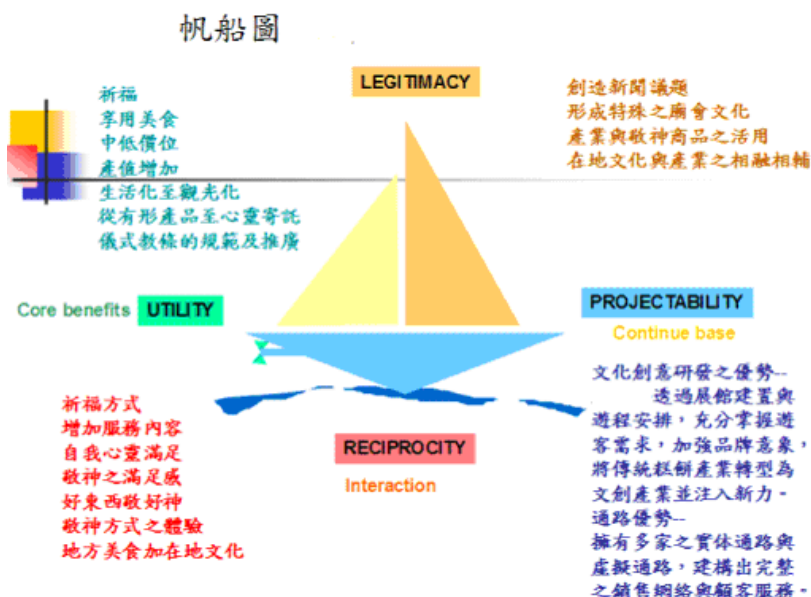 帆船圖
LEGITIMACY
祈福
享用美食
中低價位
產值增加
生活化至觀光化
從有形產品至心靈寄託
儀式教條的規範及推廣
創造新聞議題
形成特殊之廟會文化
產業與敬神商品之活用
在地文化與產業之相融相輔
Core benefits UTILITY
PROJECTABILITY
Continue base
祈福方式
增加服務內容
自我心靈滿足
敬神之滿足感
好東西敬好神
敬神方式之體驗
地方美食加在地文化
RECIPROCITY
Interaction
文化創意研發之優勢--
透過展館建置與
遊程安排，充分掌握遊
客需求，加強品牌意象，
將傳統糕餅產業轉型為
文創產業並注入新力。
通路優勢--
擁有多家之實体通路與
虛擬通路，建構出完整
之銷售網絡與顧客服務。